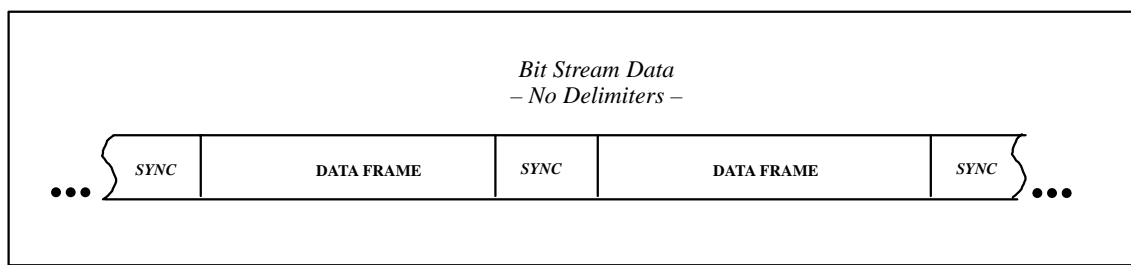 Bit Stream Data
– No Delimiters –
SYNC DATA FRAME SYNC DATA FRAME SYNC